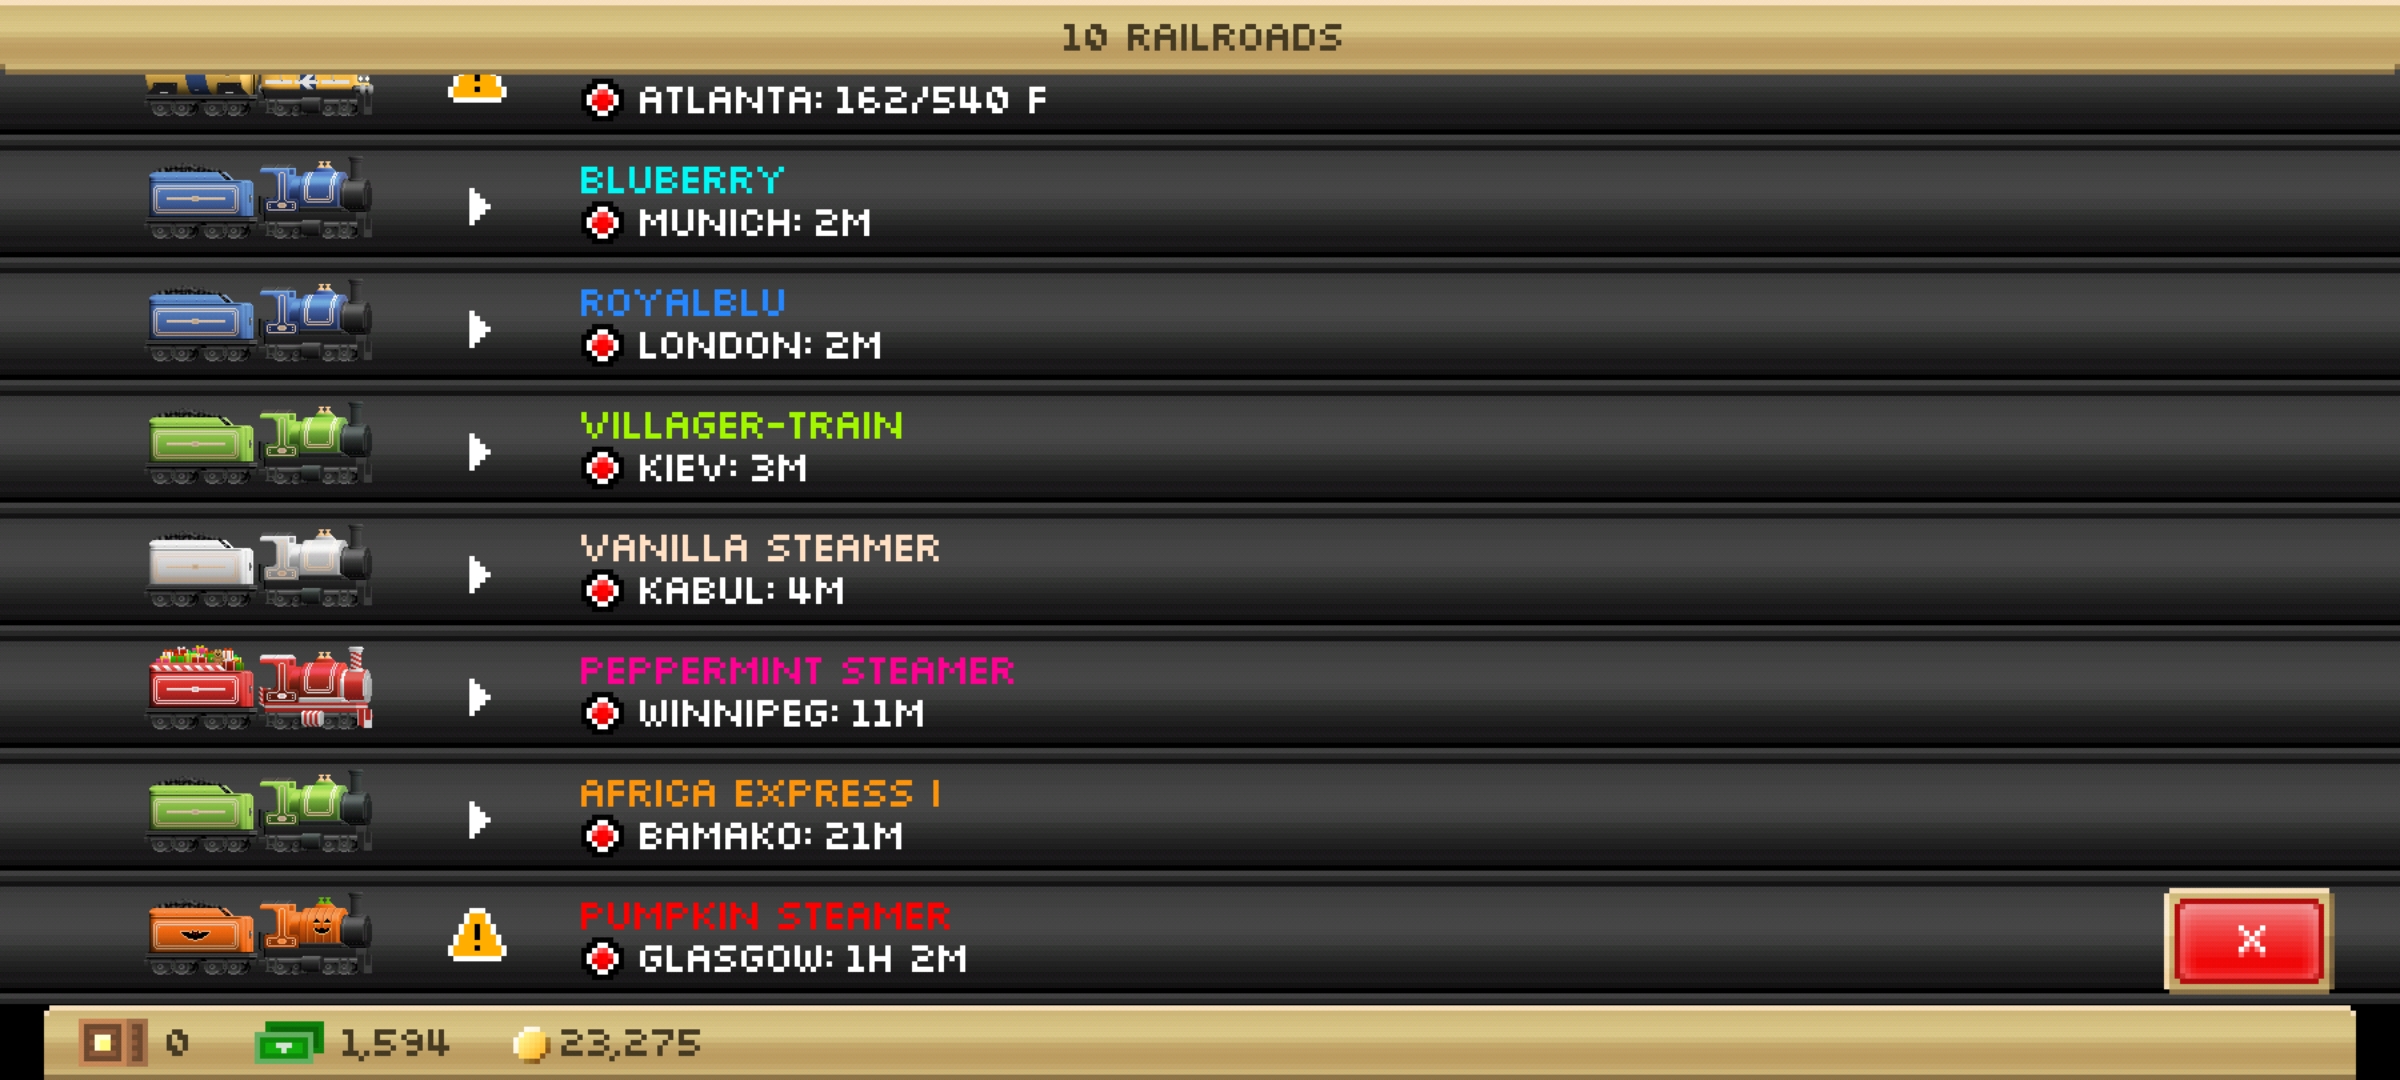 10 RAILROADS
ATLANTA: 162/540 F
BLUBERRY
MUNICH: 2M
ROYALBLU
LONDON: 2M
VILLAGER-TRAIN
KIEV: 3M
VANILLA STEAMER
KABUL: 4M
PEPPERMINT STEAMER
WINNIPEG: 11M
AFRICA EXPRESS I
BAMAKO: 21M
PUMPKIN STEAMER
GLASGOW: 1H 2M
X
0 1,594 23,275